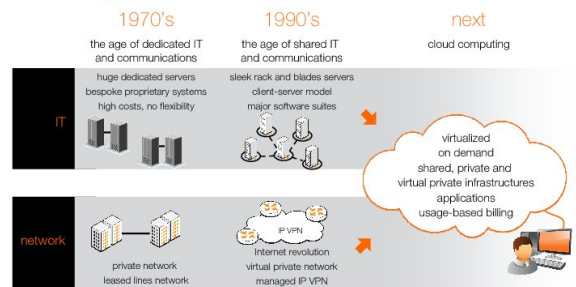 1970's
the age of dedicated IT
and communications
1990's
the age of shared IT
and communications
next
cloud computing
IT
huge dedicated servers
bespoke proprietary systems
high costs, no flexibility
sleek rack and blades servers
client-server model
major software suites
virtualized
on demand
shared, private and
virtual private infrastructures
applications
usage-based billing
network
private network
leased lines network
IP VPN
Internet revolution
virtual private network
managed IP VPN